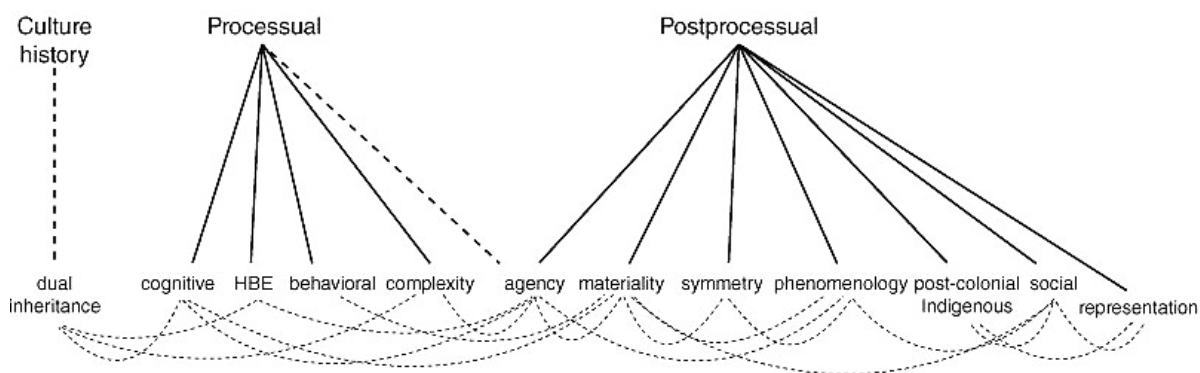 Culture
history
Processual
Postprocessual
dual
inheritance
cognitive
HBE
behavioral
complexity
agency
materiality
symmetry
phenomenology
post-colonial
Indigenous
social
representation